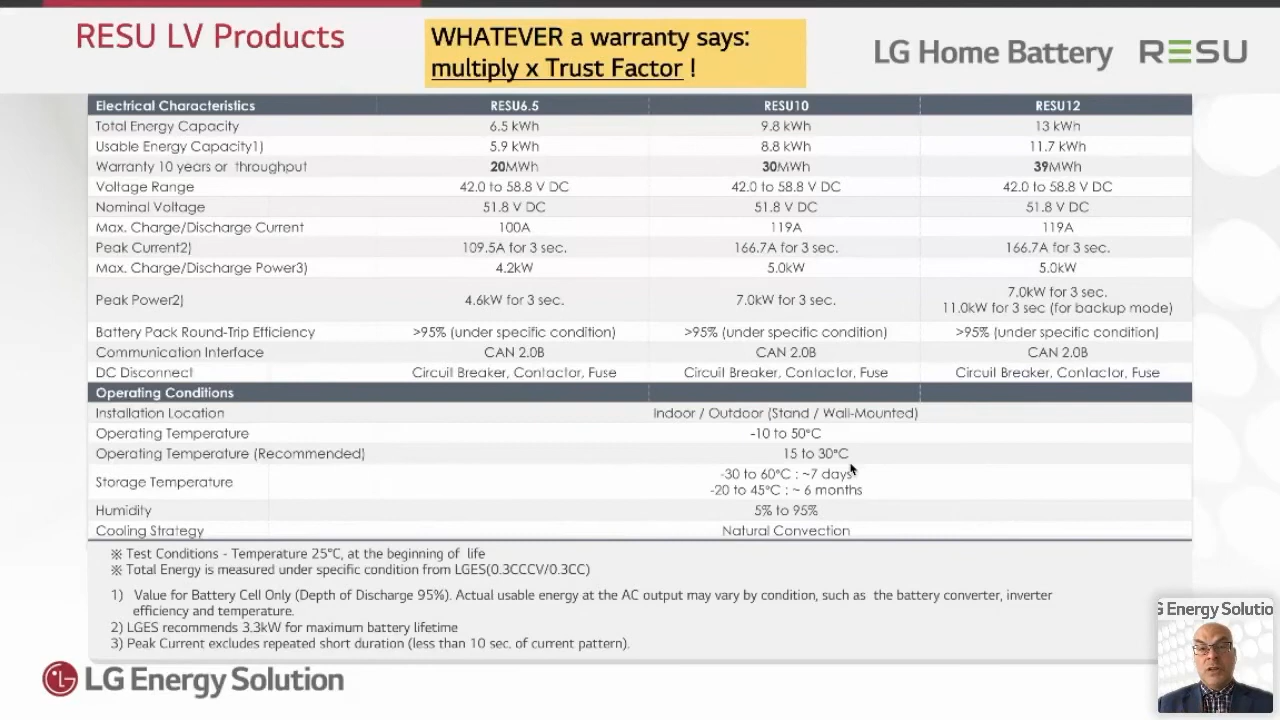 RESU LV Products
WHATEVER a warranty says:
multiply x Trust Factor !
LG Home Battery RESU
Electrical Characteristics RESU6.5 RESU10 RESU12
Total Energy Capacity 6.5 kWh 9.8 kWh 13 kWh
Usable Energy Capacity1) 5.9 kWh 8.8 kWh 11.7 kWh
Warranty 10 years or throughput 20MWh 30MWh 39MWh
Voltage Range 42.0 to 58.8 V DC 42.0 to 58.8 V DC 42.0 to 58.8 V DC
Nominal Voltage 51.8 V DC 51.8 V DC 51.8 V DC
Max. Charge/Discharge Current 100A 119A 119A
Peak Current2) 109.5A for 3 sec. 166.7A for 3 sec. 166.7A for 3 sec.
Max. Charge/Discharge Power3) 4.2kW 5.0kW 5.0kW
Peak Power2) 4.6kW for 3 sec. 7.0kW for 3 sec. 7.0kW for 3 sec.
11.0kW for 3 sec (for backup mode)
Battery Pack Round-Trip Efficiency >95% (under specific condition) >95% (under specific condition) >95% (under specific condition)
Communication Interface CAN 2.0B CAN 2.0B CAN 2.0B
DC Disconnect Circuit Breaker, Contactor, Fuse Circuit Breaker, Contactor, Fuse Circuit Breaker, Contactor, Fuse
Operating Conditions
Installation Location Indoor / Outdoor (Stand / Wall-Mounted)
Operating Temperature -10 to 50°C
Operating Temperature (Recommended) 15 to 30°C
Storage Temperature -30 to 60°C : ~7 days
-20 to 45°C : ~ 6 months
Humidity 5% to 95%
Cooling Strategy Natural Convection
※ Test Conditions - Temperature 25°C, at the beginning of life
※ Total Energy is measured under specific condition from LGES(0.3CCCV/0.3CC)
1) Value for Battery Cell Only (Depth of Discharge 95%). Actual usable energy at the AC output may vary by condition, such as the battery converter, inverter
efficiency and temperature.
2) LGES recommends 3.3kW for maximum battery lifetime
3) Peak Current excludes repeated short duration (less than 10 sec. of current pattern).
LG Energy Solution
G Energy Solutio